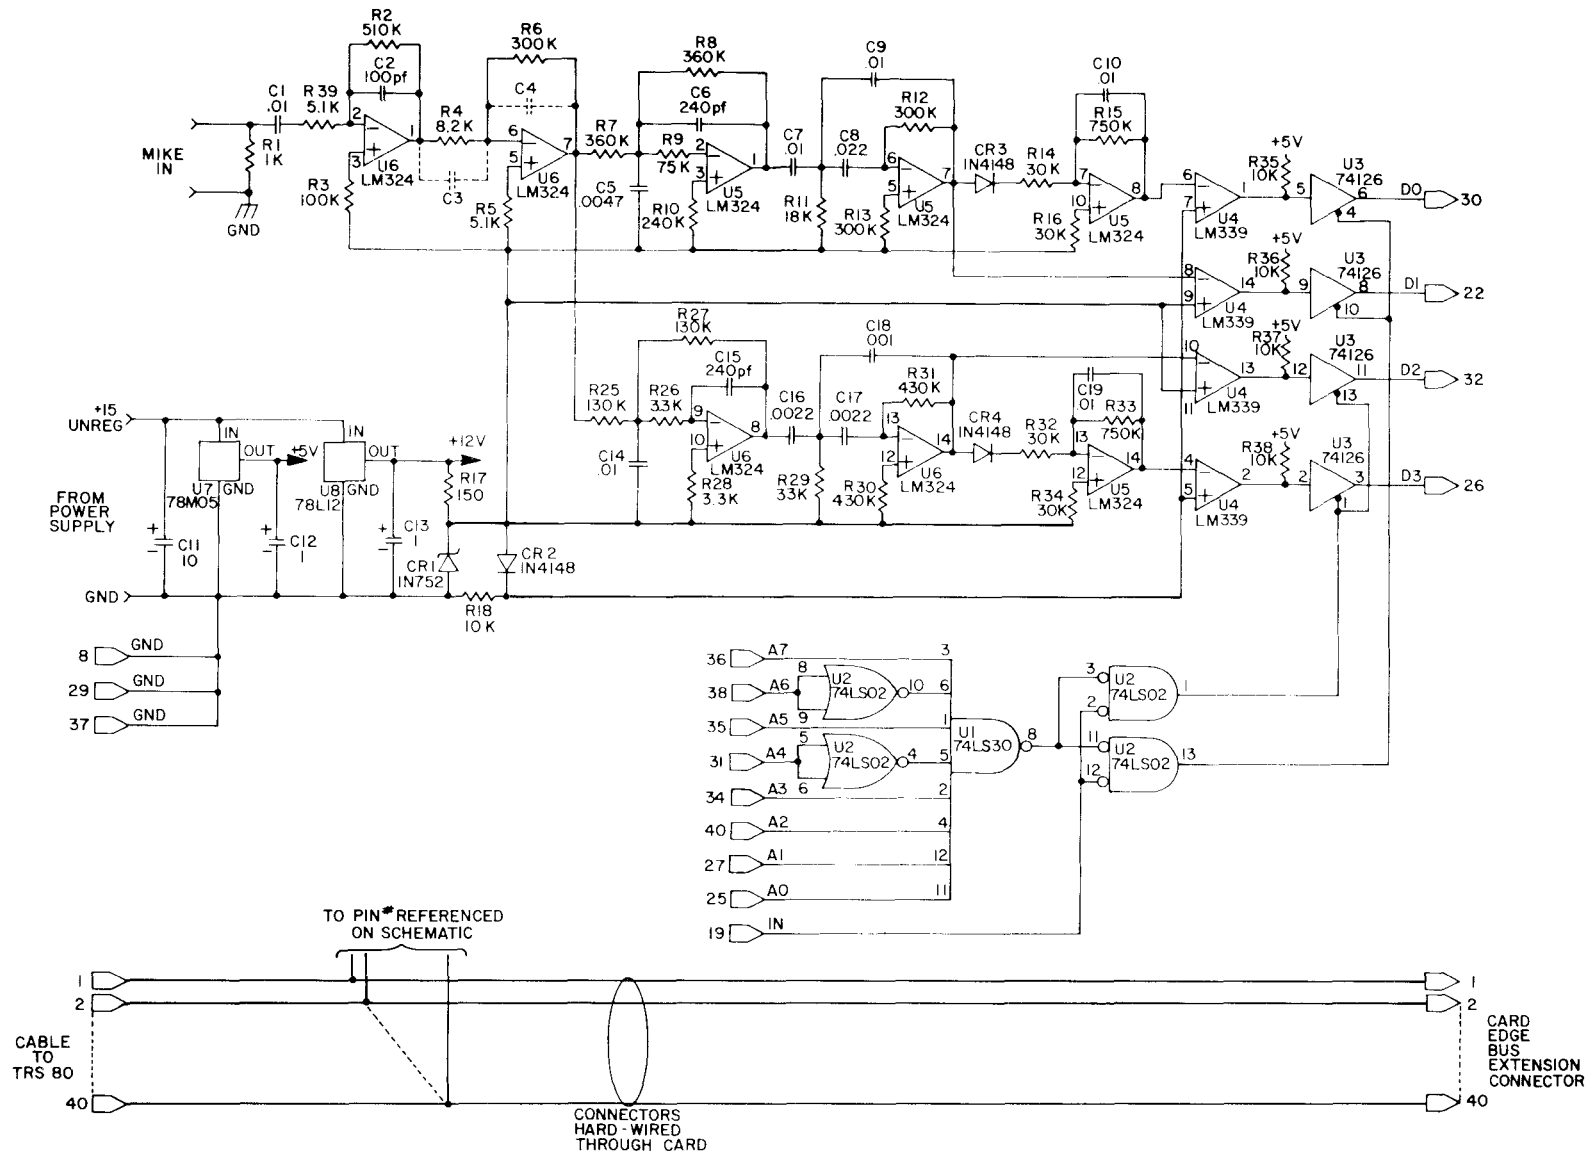 R2
510K
C2
100pf
C1
.01
R39
5.1K
2
3
1
U6
LM324
R1
1K
MIKE
IN
GND
R3
100K
R4
8.2K
C3
R6
300K
C4
6
5
7
U6
LM324
R5
5.1K
R7
360K
R8
360K
C6
240pf
R9
75K
C5
.0047
R10
240K
2
3
1
U5
LM324
C7
.01
C9
.01
C8
.022
R11
18K
R12
300K
R13
300K
6
5
7
U5
LM324
CR3
1N4148
R14
30K
C10
.01
R15
750K
7
10
8
U5
LM324
R16
30K
6
7
1
U4
LM339
R35
10K
+5V
5
U3
74126
6
4
D0
30
8
9
14
U4
LM339
R36
10K
+5V
9
U3
74126
8
10
D1
22
10
11
13
U4
LM339
R37
10K
+5V
12
U3
74126
11
13
D2
32
4
5
2
U4
LM339
R38
10K
+5V
2
U3
74126
3
1
D3
26
R27
130K
C15
240pf
R25
130K
R26
33K
9
10
8
U6
LM324
C14
.01
R28
3.3K
C16
.0022
C18
.001
C17
.0022
R29
33K
R31
430K
13
12
14
U6
LM324
R30
430K
CR4
1N4148
R32
30K
C19
.01
R33
750K
13
12
14
U5
LM324
R34
30K
+15
UNREG
IN
OUT
+5V
U7
78M05
GND
IN
OUT
+12V
U8
78L12
GND
R17
150
FROM
POWER
SUPPLY
+
-
C11
10
+
-
C12
1
+
-
C13
1
CR1
1N752
CR2
1N4148
R18
10K
GND
8
GND
29
GND
37
GND
36
A7
3
38
A6
8
9
U2
74LS02
10
6
35
A5
1
31
A4
5
6
U2
74LS02
4
5
34
A3
2
40
A2
4
27
A1
12
25
A0
11
19
IN
U1
74LS30
8
3
2
U2
74LS02
1
11
12
U2
74LS02
13
TO PIN # REFERENCED
ON SCHEMATIC
1
2
40
CABLE
TO
TRS 80
CONNECTORS
HARD-WIRED
THROUGH CARD
1
2
40
CARD
EDGE
BUS
EXTENSION
CONNECTOR